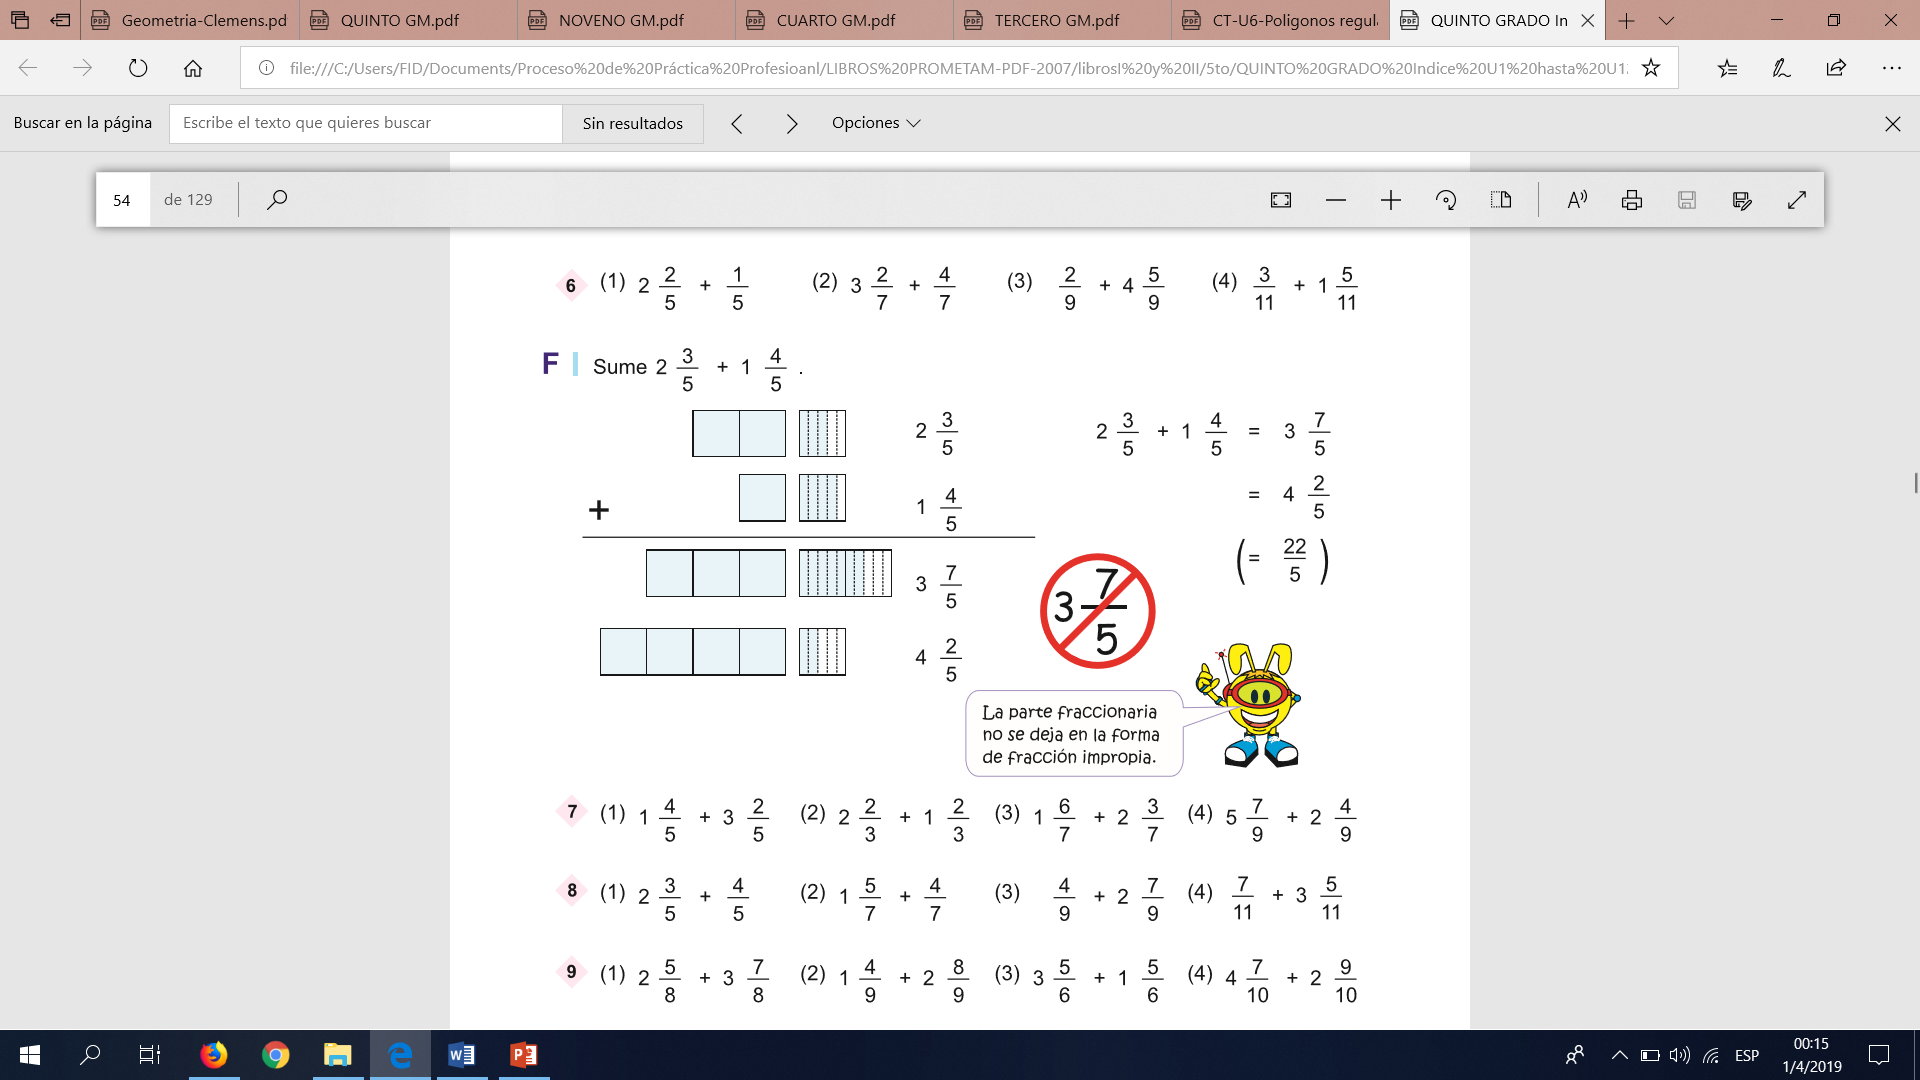 Geometria-Clemens.pd
QUINTO GM.pdf
NOVENO GM.pdf
CUARTO GM.pdf
TERCERO GM.pdf
CT-U6-Poligonos regul
QUINTO GRADO In
file:///C:/Users/FID/Documents/Proceso%20de%20Práctica%20Profesioanl/LIBROS%20PROMETAM-PDF-2007/librosI%20y%20II/5to/QUINTO%20GRADO%20Indice%20U1%20hasta%20U1
Buscar en la página
Escribe el texto que quieres buscar
Sin resultados
Opciones
54 de 129
6 (1) 2 2/5 + 1/5 (2) 3 2/7 + 4/7 (3) 2/9 + 4 5/9 (4) 3/11 + 1 5/11
F Sume 2 3/5 + 1 4/5 .
2 3/5
2 3/5 + 1 4/5 = 3 7/5
+ 1 4/5
= 4 2/5
(= 22/5)
3 7/5
3 7/5
4 2/5
La parte fraccionaria
no se deja en la forma
de fracción impropia.
7 (1) 1 4/5 + 3 2/5 (2) 2 2/3 + 1 2/3 (3) 1 6/7 + 2 3/7 (4) 5 7/9 + 2 4/9
8 (1) 2 3/5 + 4/5 (2) 1 5/7 + 4/7 (3) 4/9 + 2 7/9 (4) 7/11 + 3 5/11
9 (1) 2 5/8 + 3 7/8 (2) 1 4/9 + 2 8/9 (3) 3 5/6 + 1 5/6 (4) 4 7/10 + 2 9/10
ESP
00:15
1/4/2019